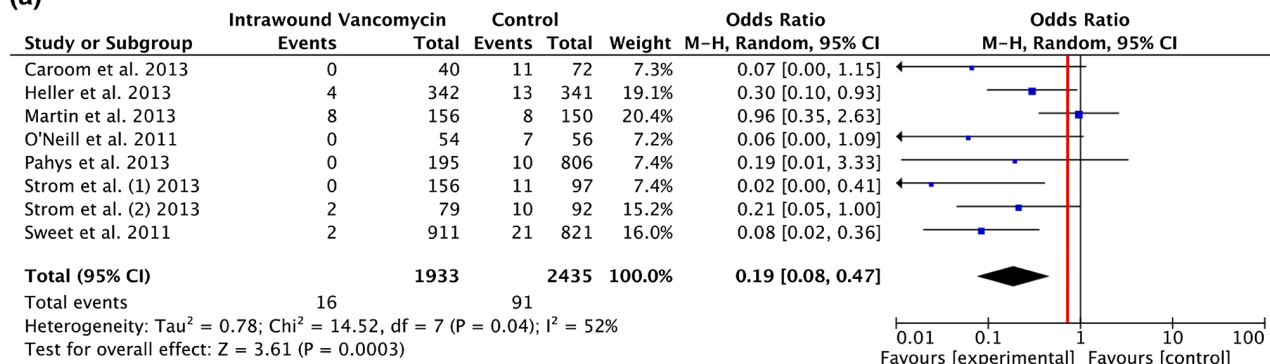 (a)
Intrawound Vancomycin Control Odds Ratio Odds Ratio
Study or Subgroup Events Total Events Total Weight M-H, Random, 95% CI M-H, Random, 95% CI
Caroom et al. 2013 0 40 11 72 7.3% 0.07 [0.00, 1.15]
Heller et al. 2013 4 342 13 341 19.1% 0.30 [0.10, 0.93]
Martin et al. 2013 8 156 8 150 20.4% 0.96 [0.35, 2.63]
O'Neill et al. 2011 0 54 7 56 7.2% 0.06 [0.00, 1.09]
Pahys et al. 2013 0 195 10 806 7.4% 0.19 [0.01, 3.33]
Strom et al. (1) 2013 0 156 11 97 7.4% 0.02 [0.00, 0.41]
Strom et al. (2) 2013 2 79 10 92 15.2% 0.21 [0.05, 1.00]
Sweet et al. 2011 2 911 21 821 16.0% 0.08 [0.02, 0.36]
Total (95% CI) 1933 2435 100.0% 0.19 [0.08, 0.47]
Total events 16 91
Heterogeneity: Tau² = 0.78; Chi² = 14.52, df = 7 (P = 0.04); I² = 52%
Test for overall effect: Z = 3.61 (P = 0.0003)
0.01 0.1 1 10 100
Favours [experimental] Favours [control]